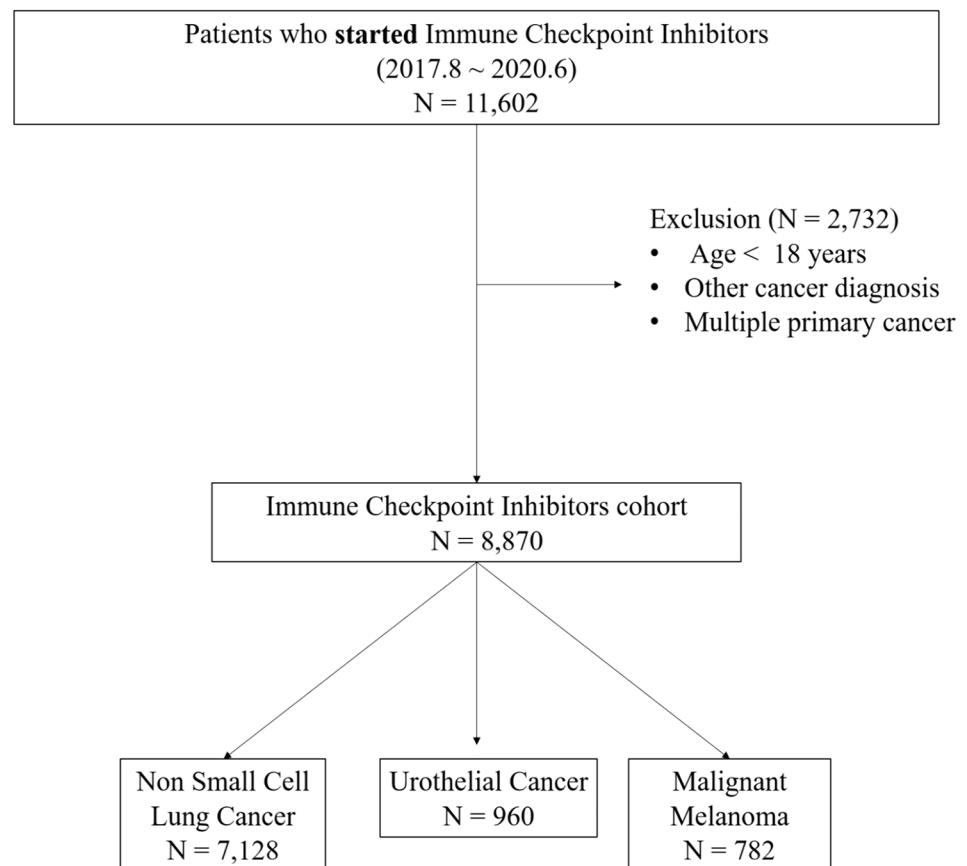 Patients who started Immune Checkpoint Inhibitors
(2017.8 ~ 2020.6)
N = 11,602
Exclusion (N = 2,732)
• Age < 18 years
• Other cancer diagnosis
• Multiple primary cancer
Immune Checkpoint Inhibitors cohort
N = 8,870
Non Small Cell
Lung Cancer
N = 7,128
Urothelial Cancer
N = 960
Malignant
Melanoma
N = 782